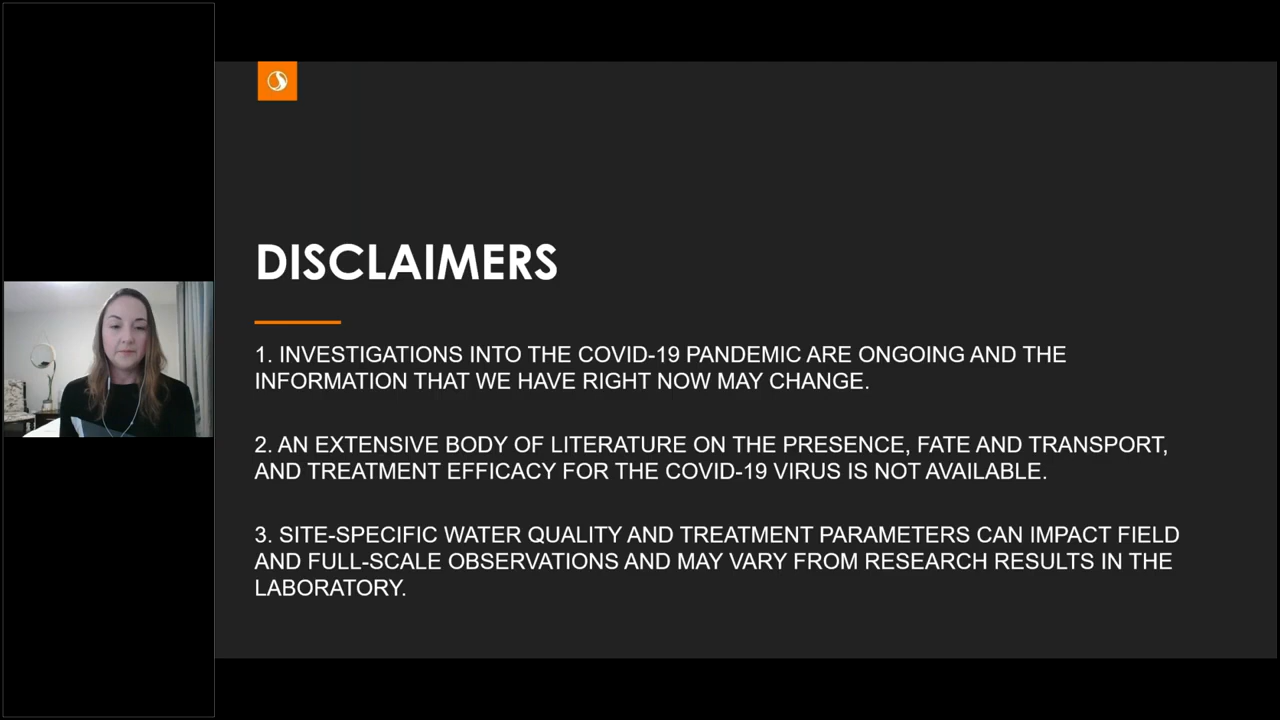 DISCLAIMERS
1. INVESTIGATIONS INTO THE COVID-19 PANDEMIC ARE ONGOING AND THE
INFORMATION THAT WE HAVE RIGHT NOW MAY CHANGE.
2. AN EXTENSIVE BODY OF LITERATURE ON THE PRESENCE, FATE AND TRANSPORT,
AND TREATMENT EFFICACY FOR THE COVID-19 VIRUS IS NOT AVAILABLE.
3. SITE-SPECIFIC WATER QUALITY AND TREATMENT PARAMETERS CAN IMPACT FIELD
AND FULL-SCALE OBSERVATIONS AND MAY VARY FROM RESEARCH RESULTS IN THE
LABORATORY.